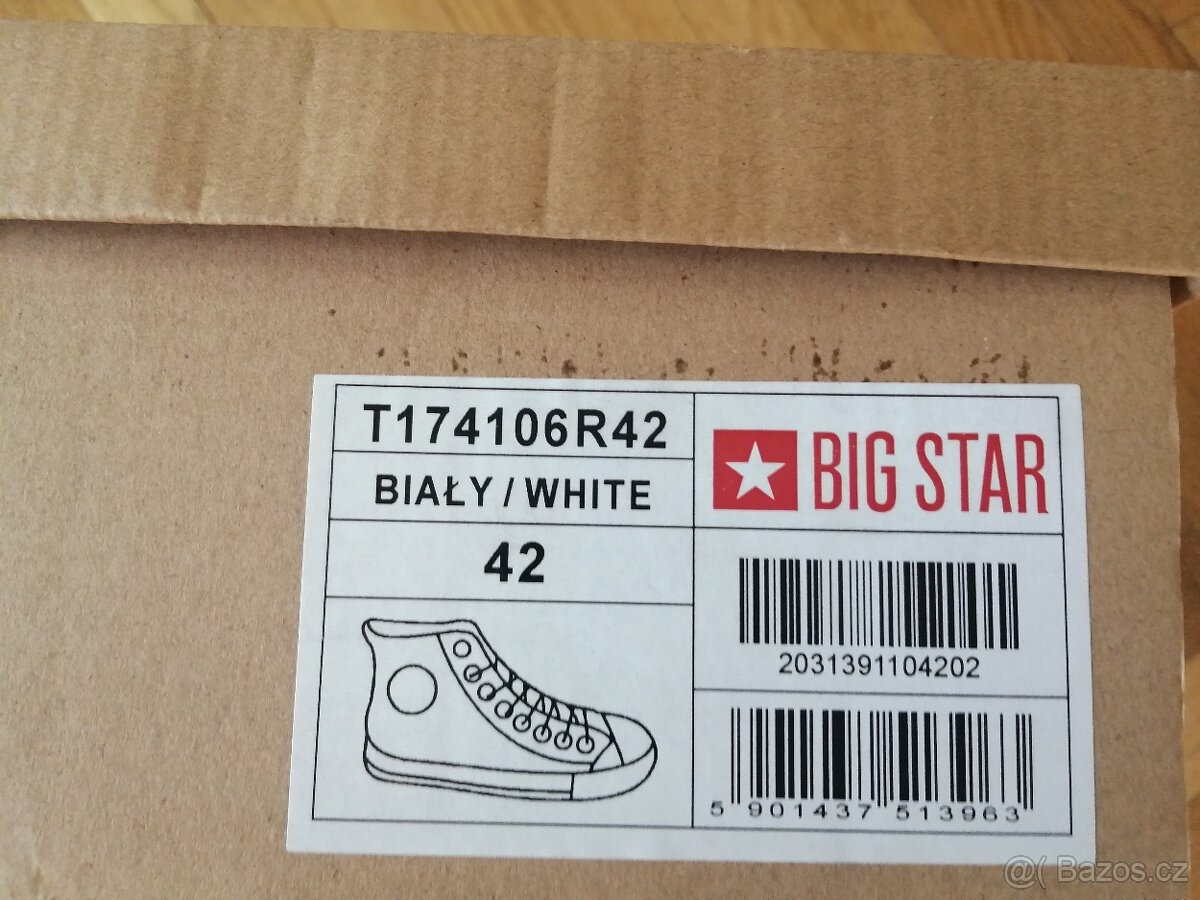 T174106R42
BIAŁY / WHITE
42
BIG STAR
2031391104202
5 901437 513963
@( Bazos.cz